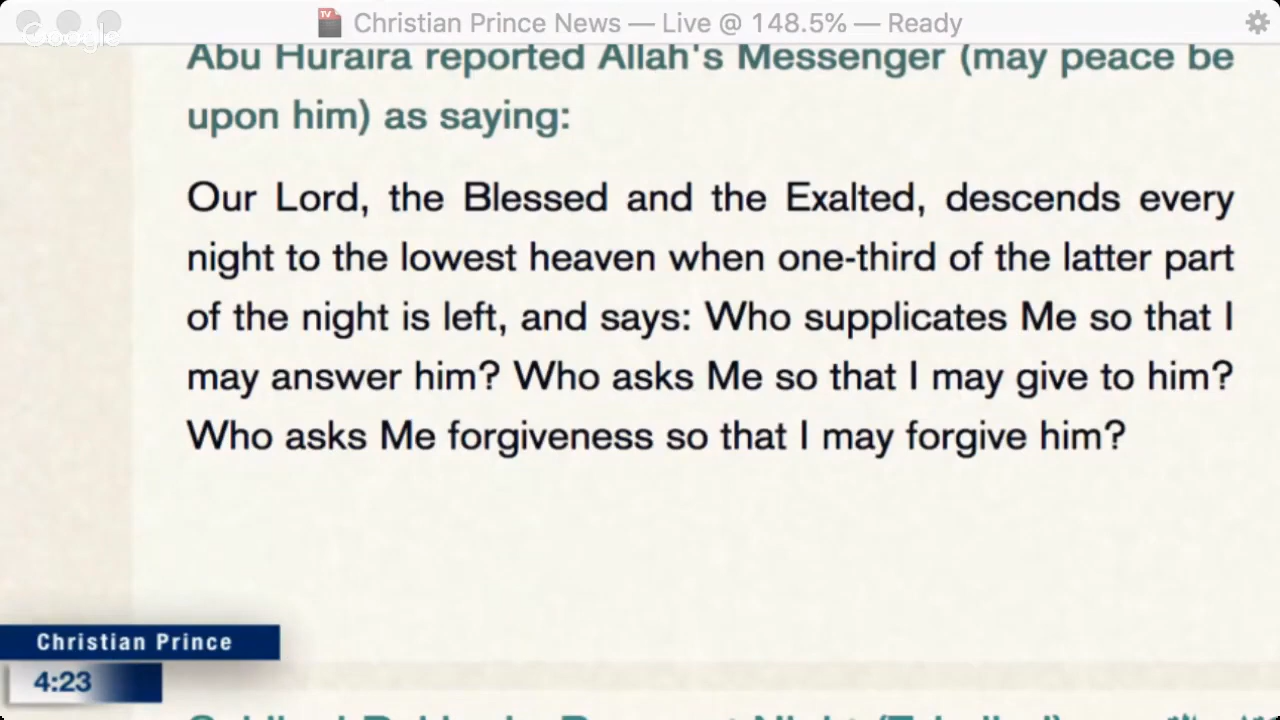 Christian Prince News — Live @ 148.5% — Ready
Google
Abu Huraira reported Allah's Messenger (may peace be
upon him) as saying:
Our Lord, the Blessed and the Exalted, descends every
night to the lowest heaven when one-third of the latter part
of the night is left, and says: Who supplicates Me so that I
may answer him? Who asks Me so that I may give to him?
Who asks Me forgiveness so that I may forgive him?
Christian Prince
4:23